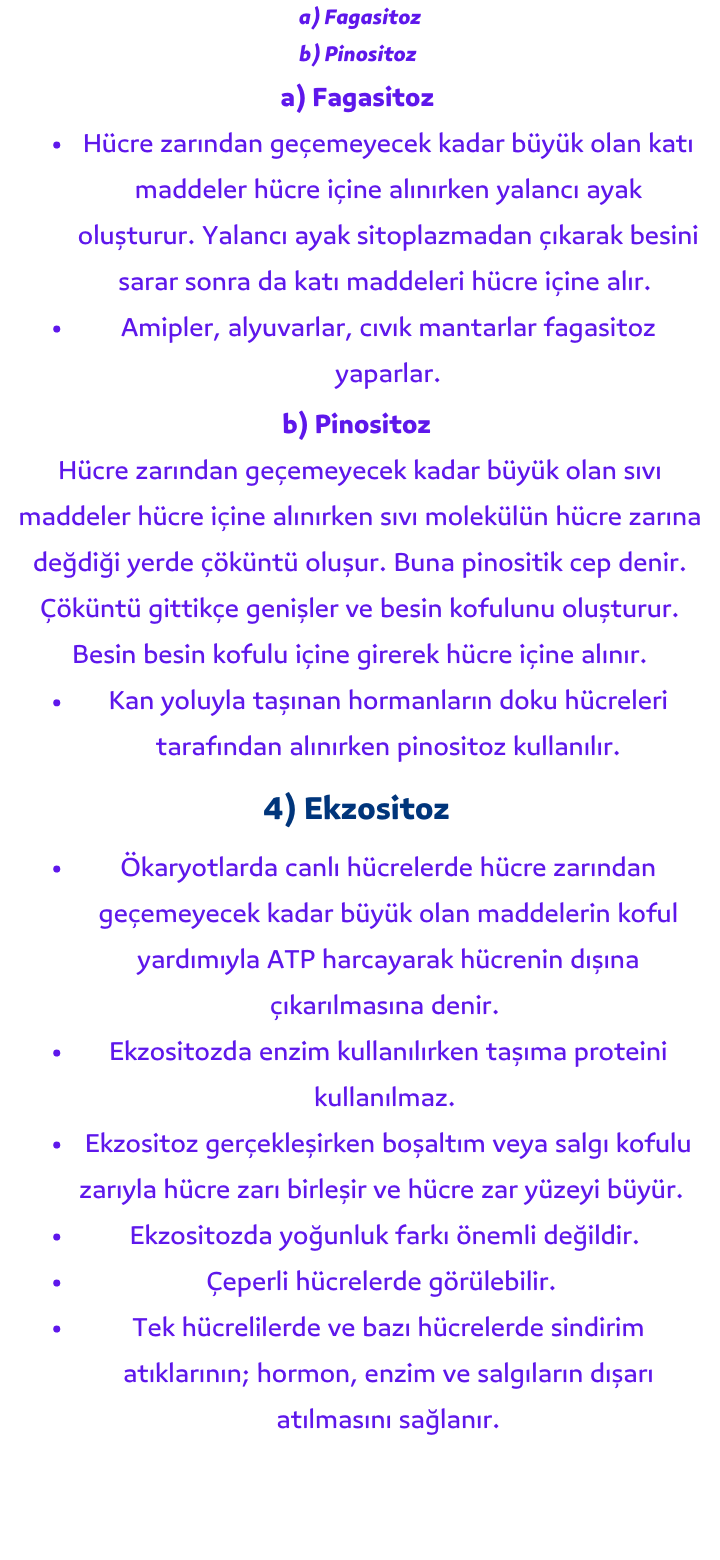 a) Fagasitoz
b) Pinositoz
a) Fagasitoz
• Hücre zarından geçemeyecek kadar büyük olan katı
maddeler hücre içine alınırken yalancı ayak
oluşturur. Yalancı ayak sitoplazmadan çıkarak besini
sarar sonra da katı maddeleri hücre içine alır.
• Amipler, alyuvarlar, cıvık mantarlar fagasitoz
yaparlar.
b) Pinositoz
Hücre zarından geçemeyecek kadar büyük olan sıvı
maddeler hücre içine alınırken sıvı molekülün hücre zarına
değdiği yerde çöküntü oluşur. Buna pinositik cep denir.
Çöküntü gittikçe genişler ve besin kofulunu oluşturur.
Besin besin kofulu içine girerek hücre içine alınır.
• Kan yoluyla taşınan hormanların doku hücreleri
tarafından alınırken pinositoz kullanılır.
4) Ekzositoz
• Ökaryotlarda canlı hücrelerde hücre zarından
geçemeyecek kadar büyük olan maddelerin koful
yardımıyla ATP harcayarak hücrenin dışına
çıkarılmasına denir.
• Ekzositozda enzim kullanılırken taşıma proteini
kullanılmaz.
• Ekzositoz gerçekleşirken boşaltım veya salgı kofulu
zarıyla hücre zarı birleşir ve hücre zar yüzeyi büyür.
• Ekzositozda yoğunluk farkı önemli değildir.
• Çeperli hücrelerde görülebilir.
• Tek hücrelilerde ve bazı hücrelerde sindirim
atıklarının; hormon, enzim ve salgıların dışarı
atılmasını sağlanır.